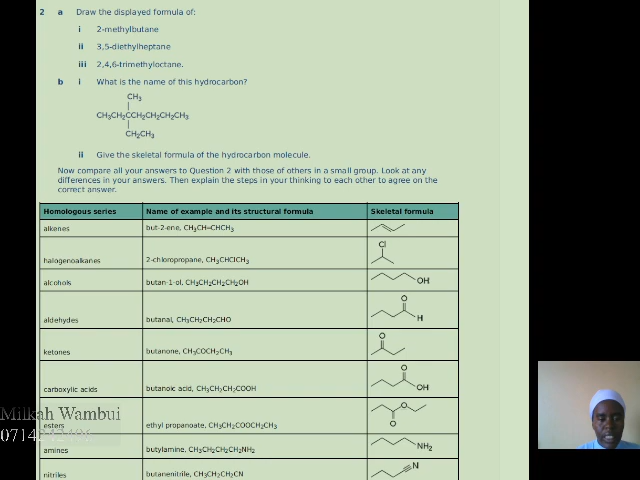 2 a Draw the displayed formula of:
i 2-methylbutane
ii 3,5-diethylheptane
iii 2,4,6-trimethyloctane.
b i What is the name of this hydrocarbon?
CH₃
CH₃CH₂CCH₂CH₂CH₂CH₃
CH₂CH₃
ii Give the skeletal formula of the hydrocarbon molecule.
Now compare all your answers to Question 2 with those of others in a small group. Look at any
differences in your answers. Then explain the steps in your thinking to each other to agree on the
correct answer.
Homologous series Name of example and its structural formula Skeletal formula
alkenes but-2-ene, CH₃CH=CHCH₃
Cl
halogenoalkanes 2-chloropropane, CH₃CHClCH₃
alcohols butan-1-ol, CH₃CH₂CH₂CH₂OH OH
O
aldehydes butanal, CH₃CH₂CH₂CHO H
O
ketones butanone, CH₃COCH₂CH₃
O
carboxylic acids butanoic acid, CH₃CH₂CH₂COOH OH
Milkah Wambui
O
esters ethyl propanoate, CH₃CH₂COOCH₂CH₃ O
amines butylamine, CH₃CH₂CH₂CH₂NH₂ NH₂
nitriles butanenitrile, CH₃CH₂CH₂CN N